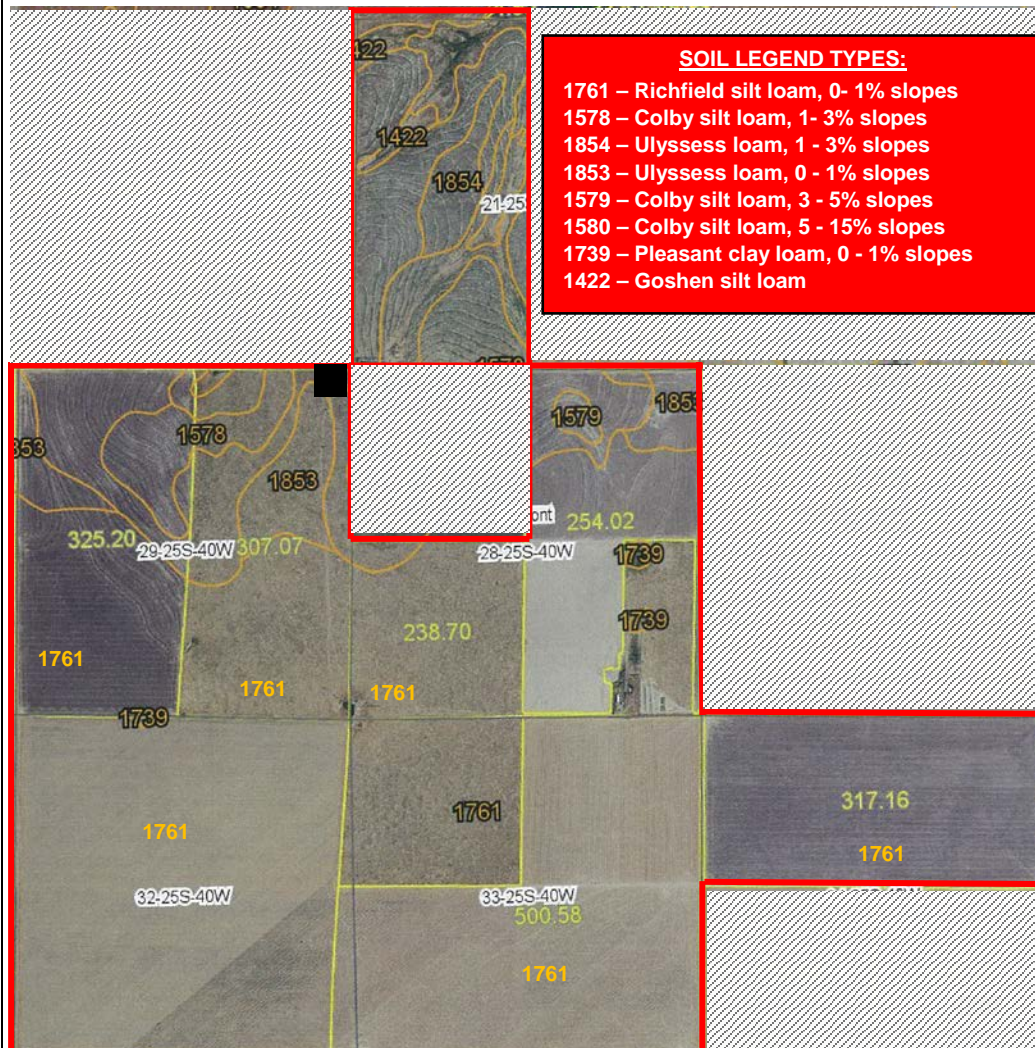 SOIL LEGEND TYPES:
1761 – Richfield silt loam, 0- 1% slopes
1578 – Colby silt loam, 1- 3% slopes
1854 – Ulyssess loam, 1 - 3% slopes
1853 – Ulyssess loam, 0 - 1% slopes
1579 – Colby silt loam, 3 - 5% slopes
1580 – Colby silt loam, 5 - 15% slopes
1739 – Pleasant clay loam, 0 - 1% slopes
1422 – Goshen silt loam
422
1422
1854
21-25
853
1578
1853
1579
1853
ont
325.20
29-25S-40W
307.07
28-25S-40W
254.02
1739
1739
238.70
1761
1761
1761
1739
1761
1761
317.16
1761
32-25S-40W
33-25S-40W
500.58
1761